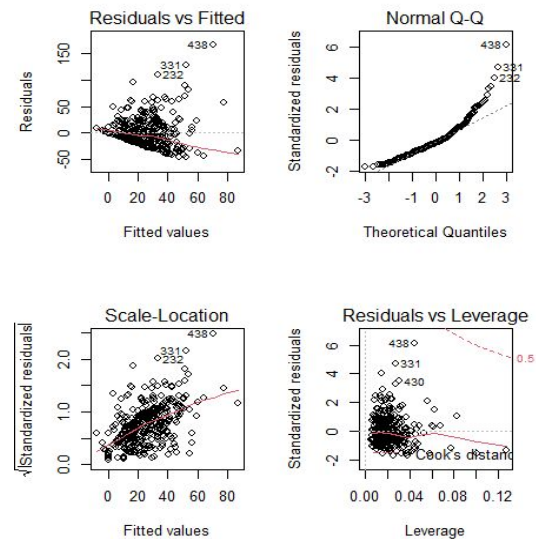 Residuals vs Fitted
Residuals
-50 0 50 150
438
331
232
0 20 40 60 80
Fitted values
Normal Q-Q
Standardized residuals
-2 0 2 4 6
438
331
232
-3 -2 -1 0 1 2 3
Theoretical Quantiles
Scale-Location
√|Standardized residuals|
0.0 1.0 2.0
438
331
232
0 20 40 60 80
Fitted values
Residuals vs Leverage
Standardized residuals
-2 0 2 4 6
438
331
430
0.5
Cook's distanc
0.00 0.04 0.08 0.12
Leverage